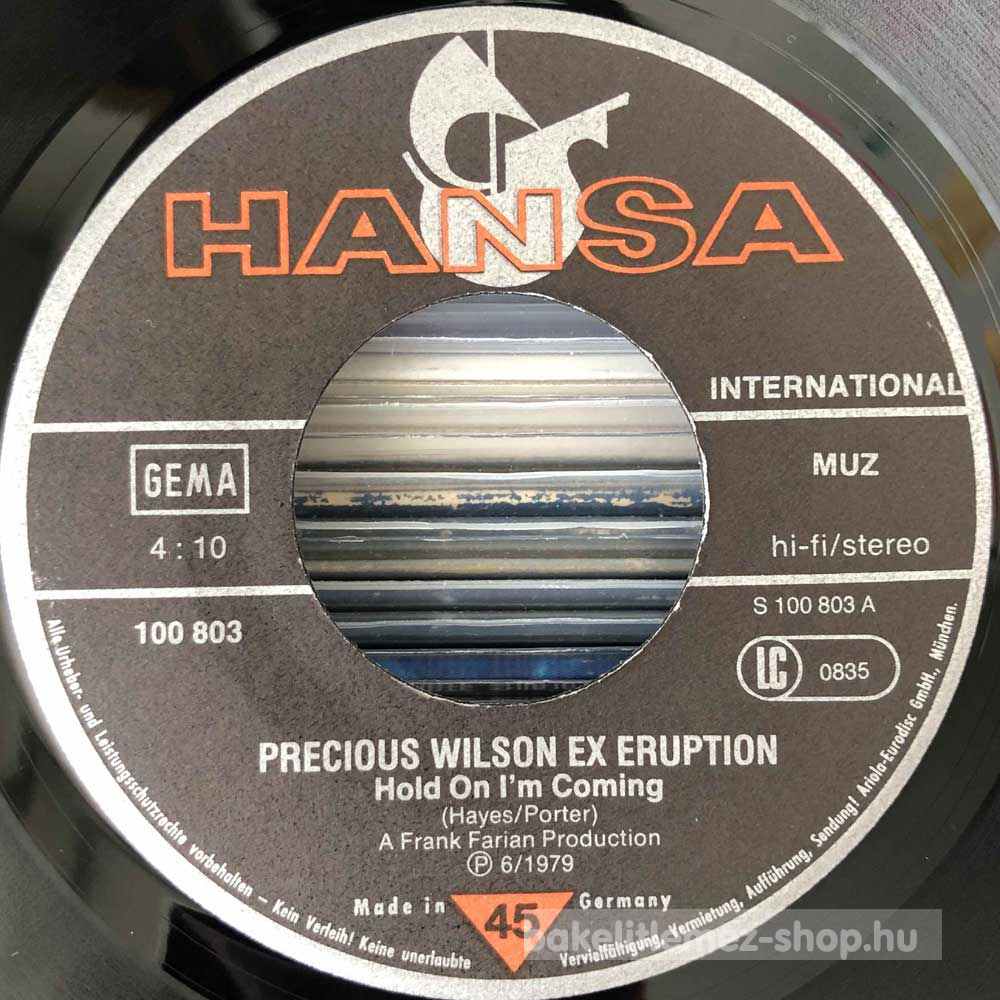 HANSA
INTERNATIONAL
GEMA
MUZ
4 : 10
hi-fi/stereo
100 803
S 100 803 A
LC 0835
PRECIOUS WILSON EX ERUPTION
Hold On I'm Coming
(Hayes/Porter)
A Frank Farian Production
Ⓟ 6/1979
Made in 45 Germany
Alle Urheber- und Leistungsschutzrechte vorbehalten – Kein Verleih! Keine unerlaubte Vervielfältigung, Vermietung, Aufführung, Sendung! Ariola-Eurodisc GmbH., München.
bakelitlemez-shop.hu